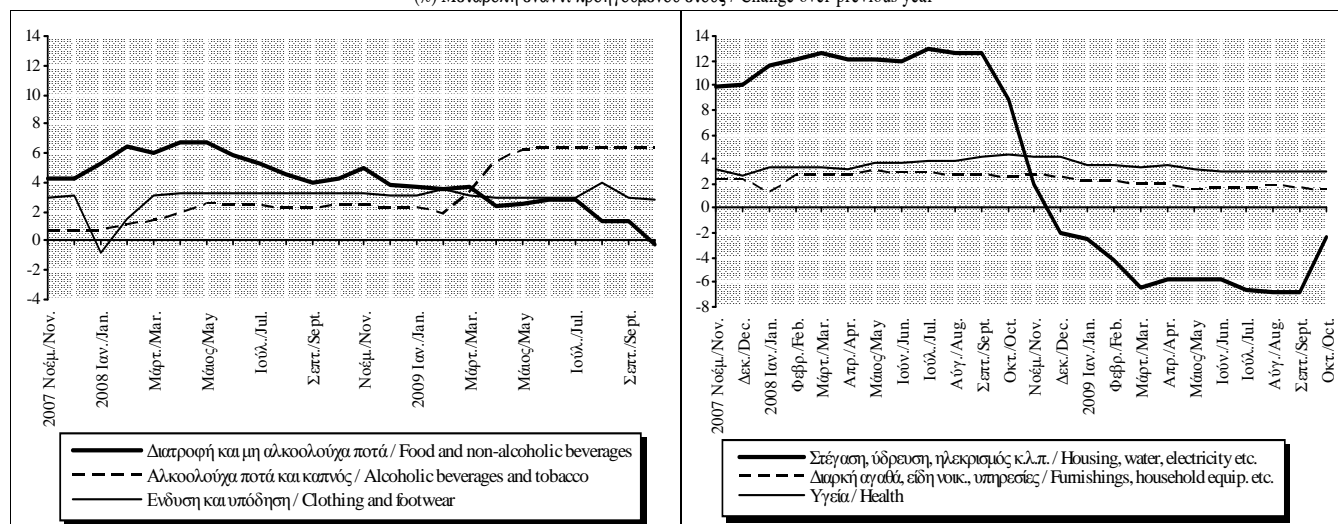 (%) Μεταβολή έναντι προηγούμενου έτους / Change over previous year
14
12
10
8
6
4
2
0
-2
-4
2007 Νοέμ./Nov.
2008 Ιαν./Jan.
Μάρτ./Mar.
Μάιος/May
Ιούλ./Jul.
Σεπτ./Sept.
Νοέμ./Nov.
2009 Ιαν./Jan.
Μάρτ./Mar.
Μάιος/May
Ιούλ./Jul.
Σεπτ./Sept.
Διατροφή και μη αλκοολούχα ποτά / Food and non-alcoholic beverages
Αλκοολούχα ποτά και καπνός / Alcoholic beverages and tobacco
Ενδυση και υπόδηση / Clothing and footwear
14
12
10
8
6
4
2
0
-2
-4
-6
-8
2007 Νοέμ./Nov.
Δεκ./Dec.
2008 Ιαν./Jan.
Φεβρ./Feb.
Μάρτ./Mar.
Απρ./Apr.
Μάιος/May
Ιούν./Jun.
Ιούλ./Jul.
Αύγ./Aug.
Σεπτ./Sept.
Οκτ./Oct.
Νοέμ./Nov.
Δεκ./Dec.
2009 Ιαν./Jan.
Φεβρ./Feb.
Μάρτ./Mar.
Απρ./Apr.
Μάιος/May
Ιούν./Jun.
Ιούλ./Jul.
Αύγ./Aug.
Σεπτ./Sept.
Οκτ./Oct.
Στέγαση, ύδρευση, ηλεκρισμός κ.λ.π. / Housing, water, electricity etc.
Διαρκή αγαθά, είδη νοικ., υπηρεσίες / Furnishings, household equip. etc.
Υγεία / Health